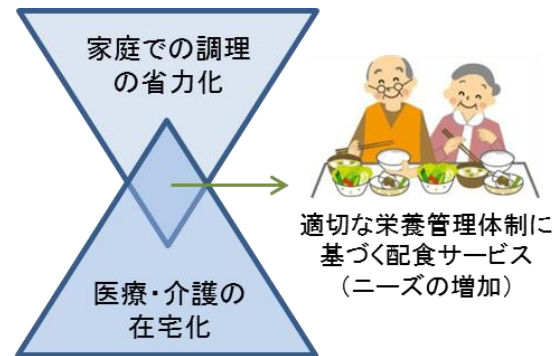 家庭での調理
の省力化
医療・介護の
在宅化
適切な栄養管理体制に
基づく配食サービス
（ニーズの増加）